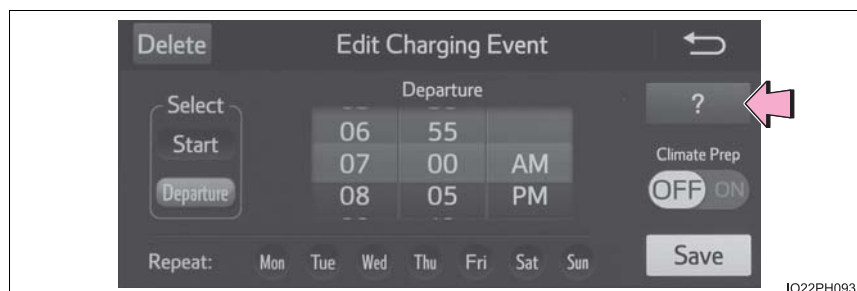 Delete Edit Charging Event
Departure
Select ?
Start
Departure
06 55
07 00 AM
08 05 PM
Climate Prep
OFF ON
Repeat: Mon Tue Wed Thu Fri Sat Sun
Save
IO22PH093